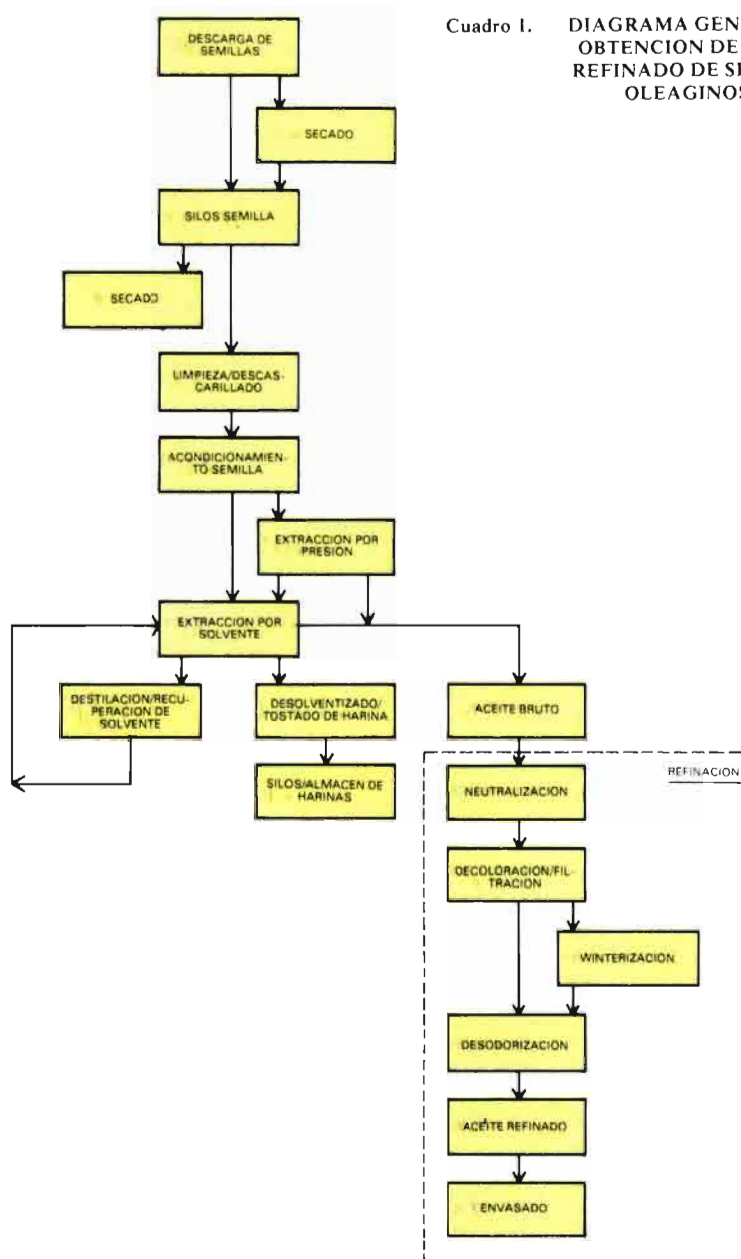 Cuadro 1. DIAGRAMA GEN
OBTENCION DE
REFINADO DE SI
OLEAGINOS
DESCARGA DE
SEMILLAS
SECADO
SILOS SEMILLA
SECADO
LIMPIEZA/DESCAS-
CARILLADO
ACONDICIONAMIEN-
TO SEMILLA
EXTRACCION POR
PRESION
EXTRACCION POR
SOLVENTE
DESTILACION/RECU-
PERACION DE
SOLVENTE
DESOLVENTIZADO/
TOSTADO DE HARINA
ACEITE BRUTO
SILOS/ALMACEN DE
HARINAS
REFINACION
NEUTRALIZACION
DECOLORACION/FIL-
TRACION
WINTERIZACION
DESODORIZACION
ACEITE REFINADO
ENVASADO